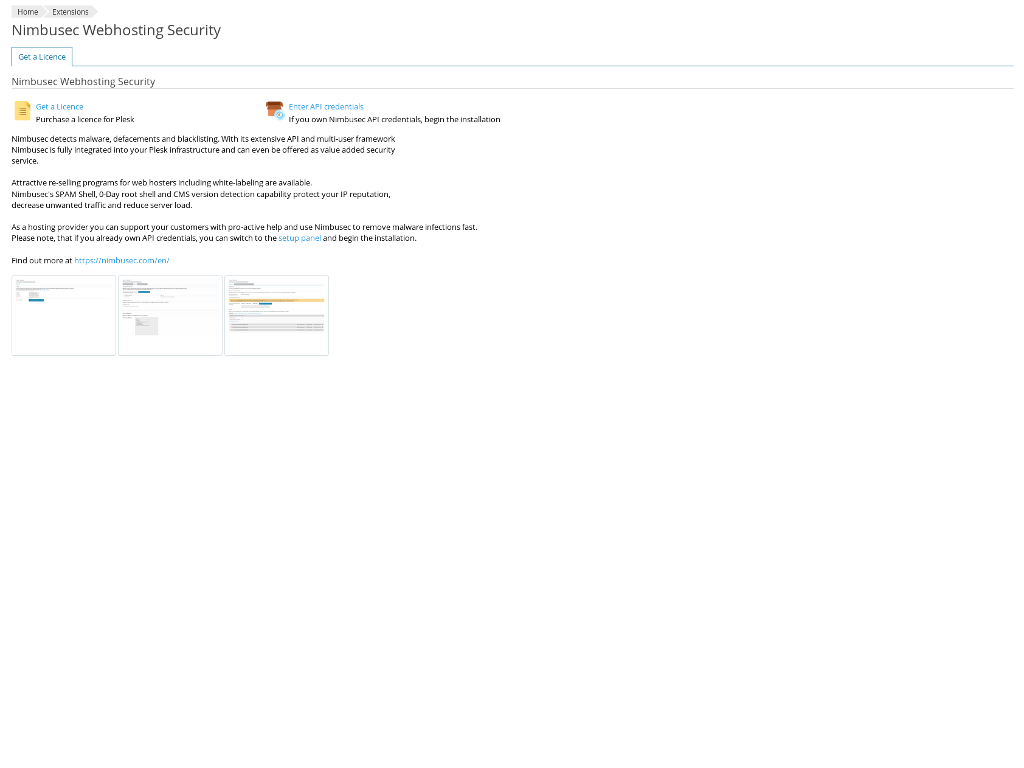 Home
Extensions
Nimbusec Webhosting Security
Get a Licence
Nimbusec Webhosting Security
Get a Licence
Purchase a licence for Plesk
Enter API credentials
If you own Nimbusec API credentials, begin the installation
Nimbusec detects malware, defacements and blacklisting. With its extensive API and multi-user framework
Nimbusec is fully integrated into your Plesk infrastructure and can even be offered as value added security
service.
Attractive re-selling programs for web hosters including white-labeling are available.
Nimbusec's SPAM Shell, 0-Day root shell and CMS version detection capability protect your IP reputation,
decrease unwanted traffic and reduce server load.
As a hosting provider you can support your customers with pro-active help and use Nimbusec to remove malware infections fast.
Please note, that if you already own API credentials, you can switch to the setup panel and begin the installation.
Find out more at https://nimbusec.com/en/